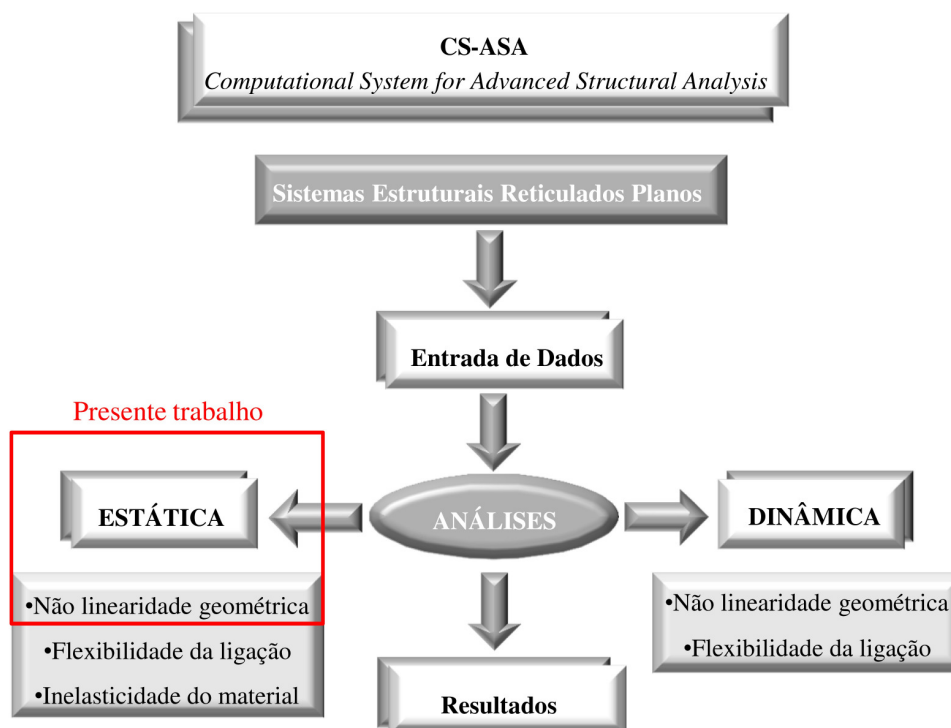 CS-ASA
Computational System for Advanced Structural Analysis
Sistemas Estruturais Reticulados Planos
Entrada de Dados
Presente trabalho
ESTÁTICA
ANÁLISES
DINÂMICA
•Não linearidade geométrica
•Flexibilidade da ligação
•Inelasticidade do material
•Não linearidade geométrica
•Flexibilidade da ligação
Resultados